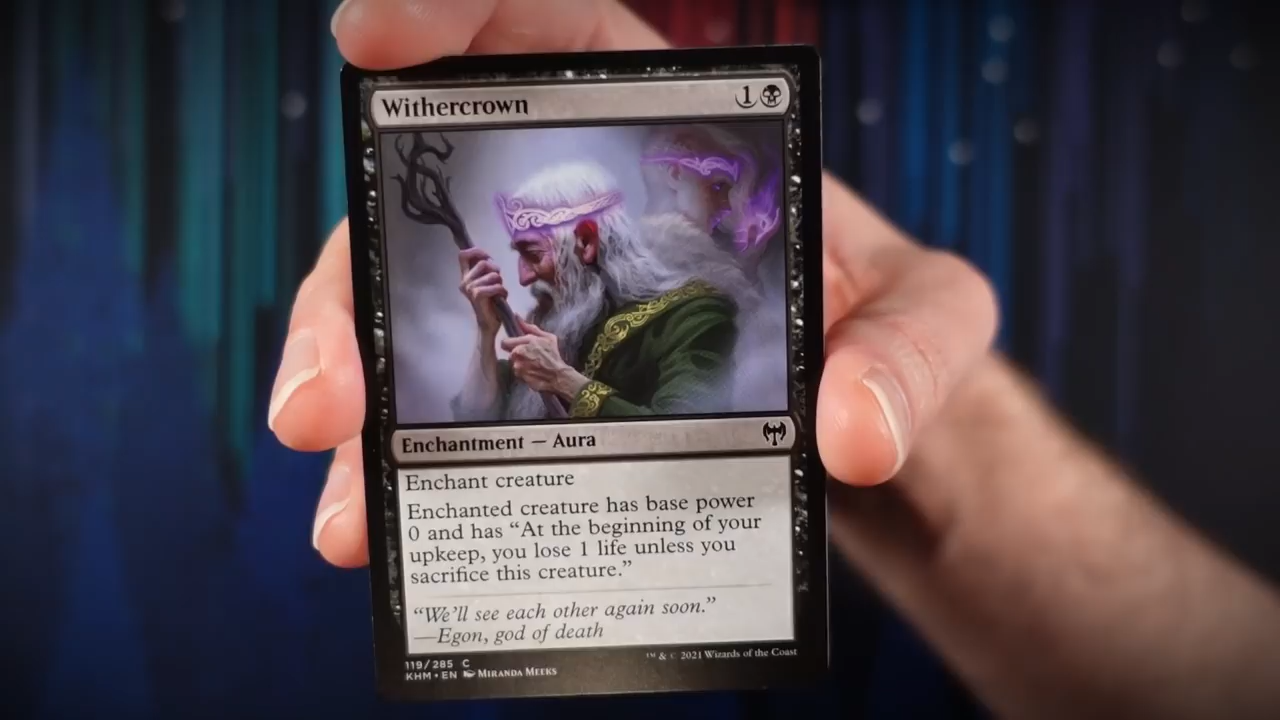 Withercrown 1
Enchantment — Aura
Enchant creature
Enchanted creature has base power
0 and has “At the beginning of your
upkeep, you lose 1 life unless you
sacrifice this creature.”
“We’ll see each other again soon.”
—Egon, god of death
119/285 C
KHM • EN MIRANDA MEEKS
™ & © 2021 Wizards of the Coast